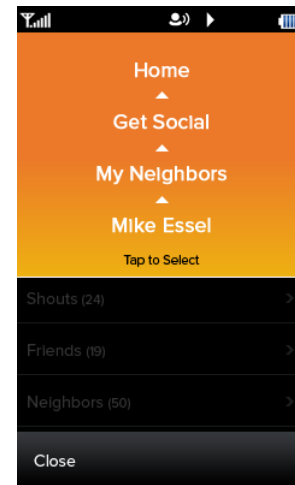 Home
Get Social
My Neighbors
Mike Essel
Tap to Select
Shouts (24)
Friends (19)
Neighbors (50)
Close